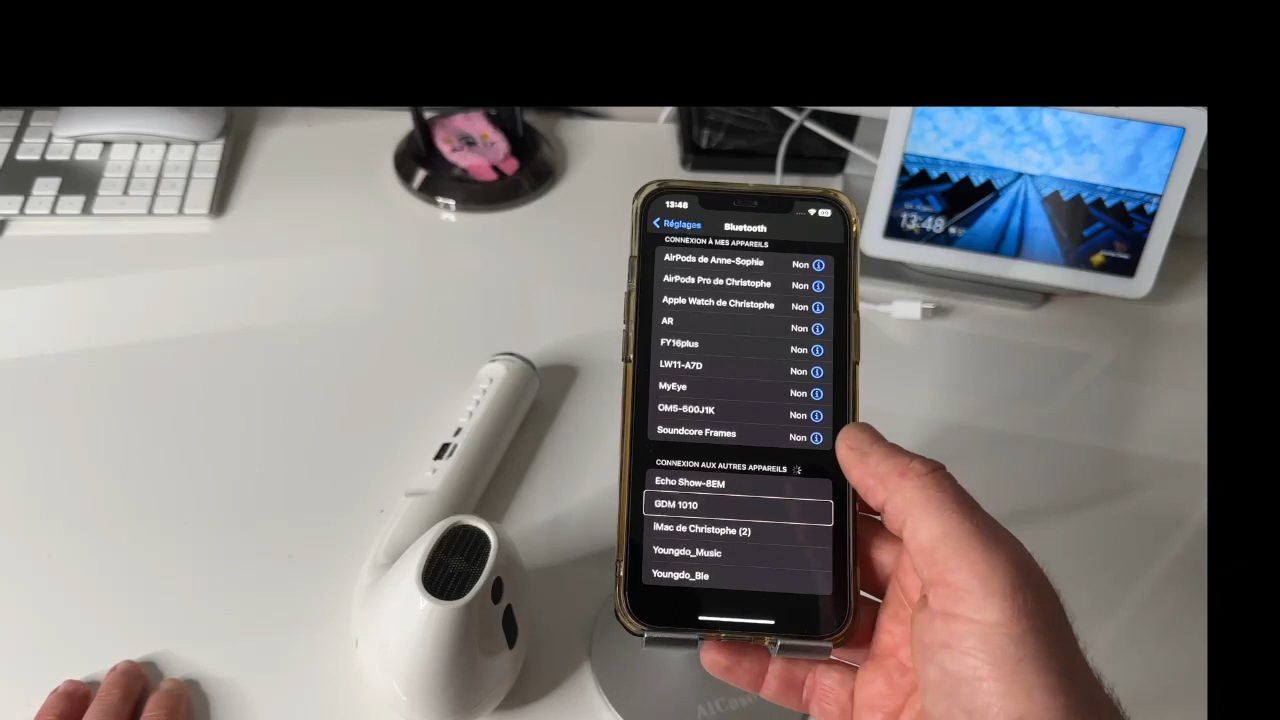 13:48
Réglages
Bluetooth
CONNEXION À MES APPAREILS
AirPods de Anne-Sophie Non
AirPods Pro de Christophe Non
Apple Watch de Christophe Non
AR Non
FY16plus Non
LW11-A7D Non
MyEye Non
OM5-600J1K Non
Soundcore Frames Non
CONNEXION AUX AUTRES APPAREILS
Echo Show-8EM
GDM 1010
iMac de Christophe (2)
Youngdo_Music
Youngdo_Ble
13:48